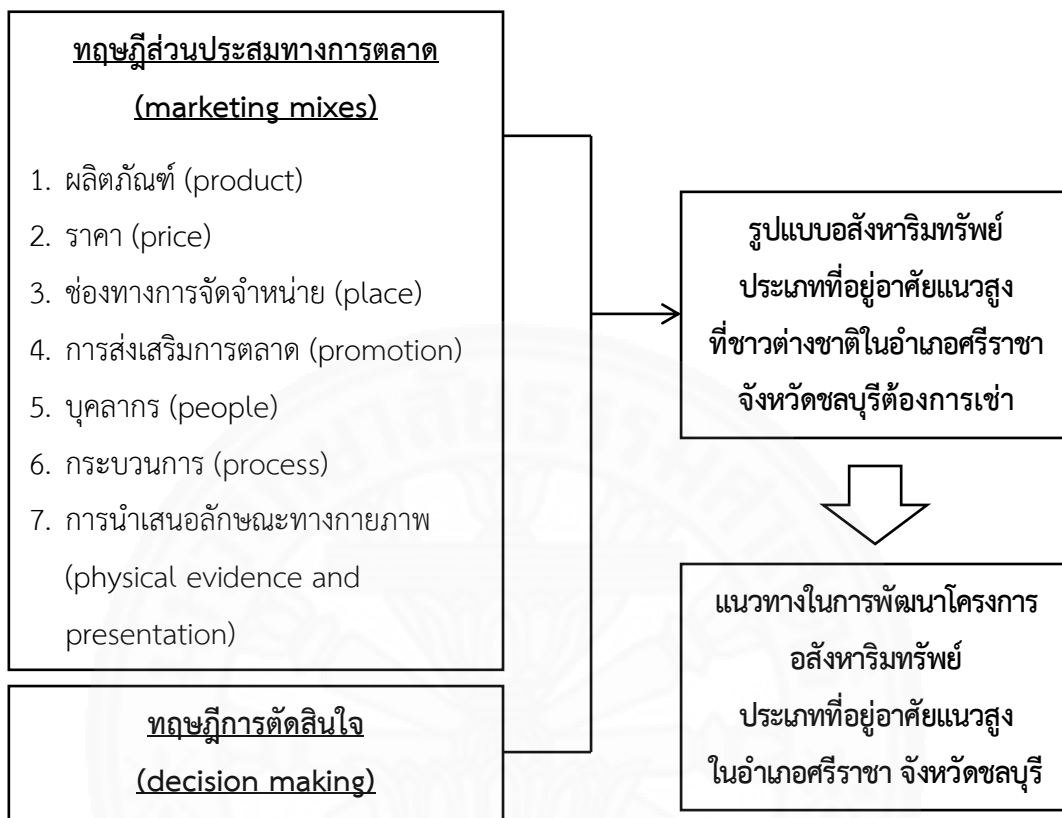 ทฤษฎีส่วนประสมทางการตลาด
(marketing mixes)
1. ผลิตภัณฑ์ (product)
2. ราคา (price)
3. ช่องทางการจัดจำหน่าย (place)
4. การส่งเสริมการตลาด (promotion)
5. บุคลากร (people)
6. กระบวนการ (process)
7. การนำเสนอลักษณะทางกายภาพ
(physical evidence and
presentation)
ทฤษฎีการตัดสินใจ
(decision making)
รูปแบบอสังหาริมทรัพย์
ประเภทที่อยู่อาศัยแนวสูง
ที่ชาวต่างชาติในอำเภอศรีราชา
จังหวัดชลบุรีต้องการเช่า
แนวทางในการพัฒนาโครงการ
อสังหาริมทรัพย์
ประเภทที่อยู่อาศัยแนวสูง
ในอำเภอศรีราชา จังหวัดชลบุรี